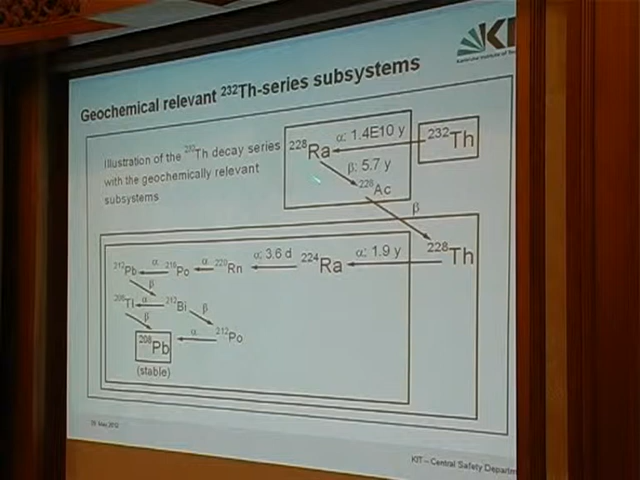 KI
Geochemical relevant ²³²Th-series subsystems
Illustration of the ²³²Th decay series
with the geochemically relevant
subsystems
²²⁸Ra α: 1.4E10 y ²³²Th
β: 5.7 y
²²⁸Ac
β
²¹²Pb α ²¹⁶Po α ²²⁰Rn α: 3.6 d ²²⁴Ra α: 1.9 y ²²⁸Th
β
²⁰⁸Tl α ²¹²Bi β
β
²⁰⁸Pb α ²¹²Po
(stable)
KIT – Central Safety Departm